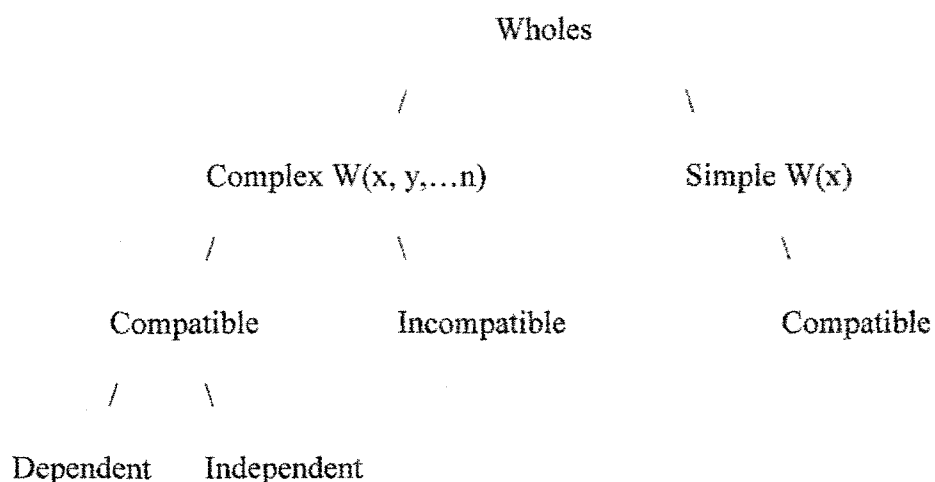 Wholes
/ \
Complex W(x, y,...n) Simple W(x)
/ \ \
Compatible Incompatible Compatible
/ \
Dependent Independent